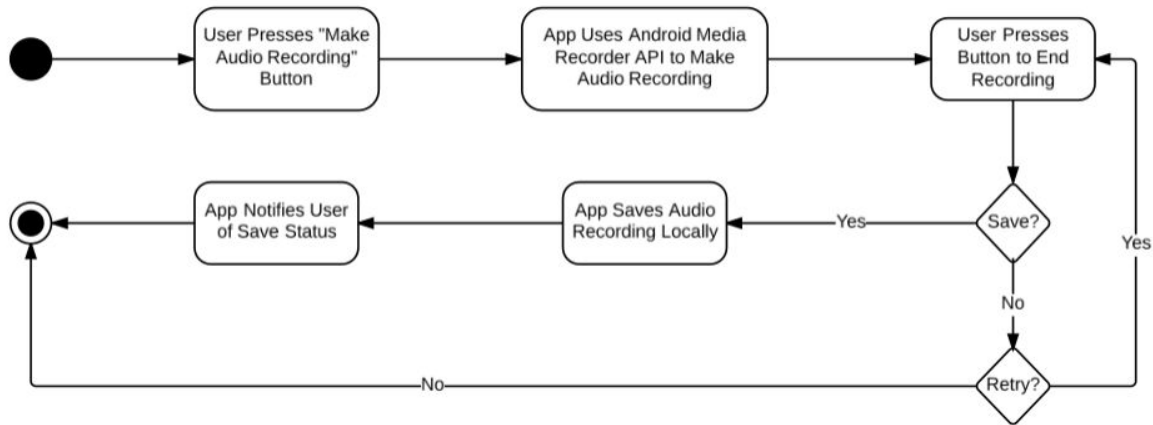 User Presses "Make
Audio Recording"
Button
App Uses Android Media
Recorder API to Make
Audio Recording
User Presses
Button to End
Recording
App Notifies User
of Save Status
App Saves Audio
Recording Locally
Yes
Save?
Yes
No
No
Retry?